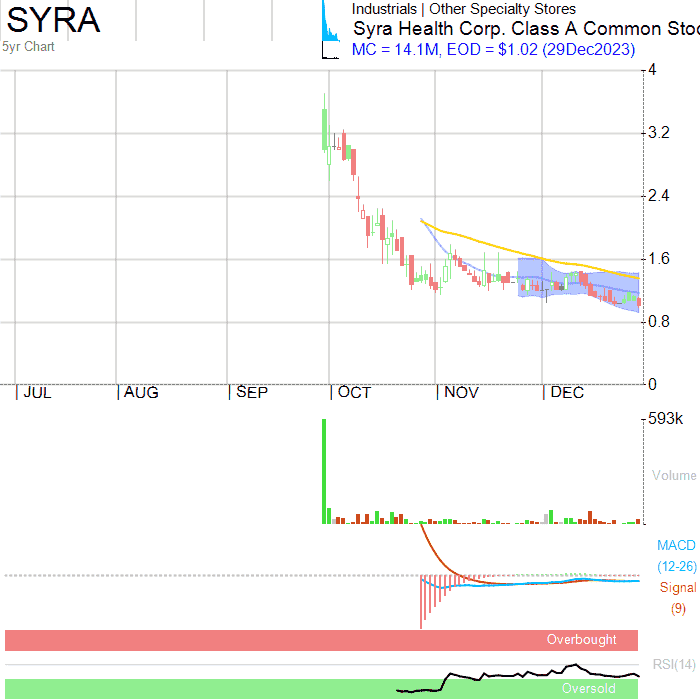 SYRA
5yr Chart
Industrials | Other Specialty Stores
Syra Health Corp. Class A Common Stoc
MC = 14.1M, EOD = $1.02 (29Dec2023)
4
3.2
2.4
1.6
0.8
0
JUL AUG SEP OCT NOV DEC
593k
Volume
MACD
(12-26)
Signal
(9)
Overbought
RSI(14)
Oversold